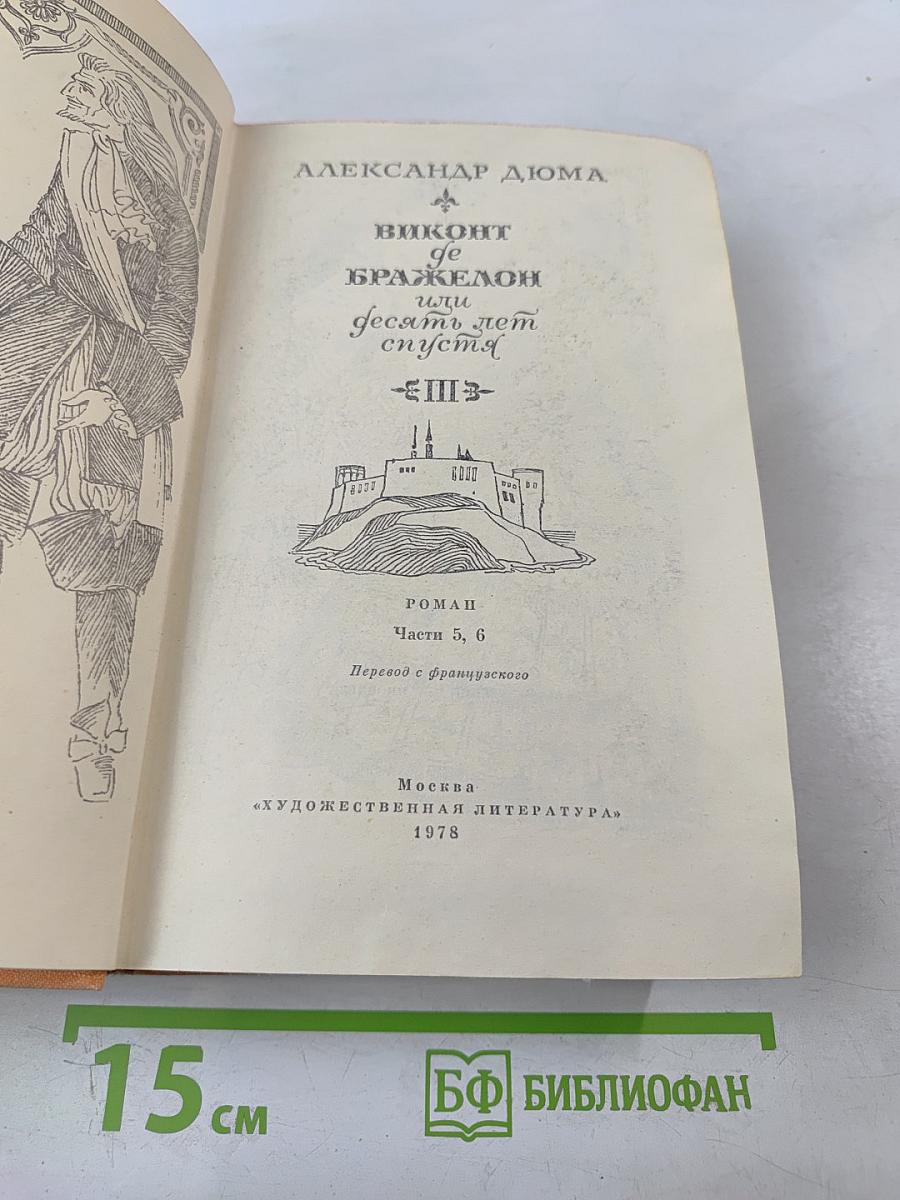 АЛЕКСАНДР ДЮМА
ВИКОНТ
де
БРАЖЕЛОН
или
десять лет
спустя
III
РОМАН
Части 5, 6
Перевод с французского
Москва
«ХУДОЖЕСТВЕННАЯ ЛИТЕРАТУРА»
1978
15 см
БФ БИБЛИОФАН